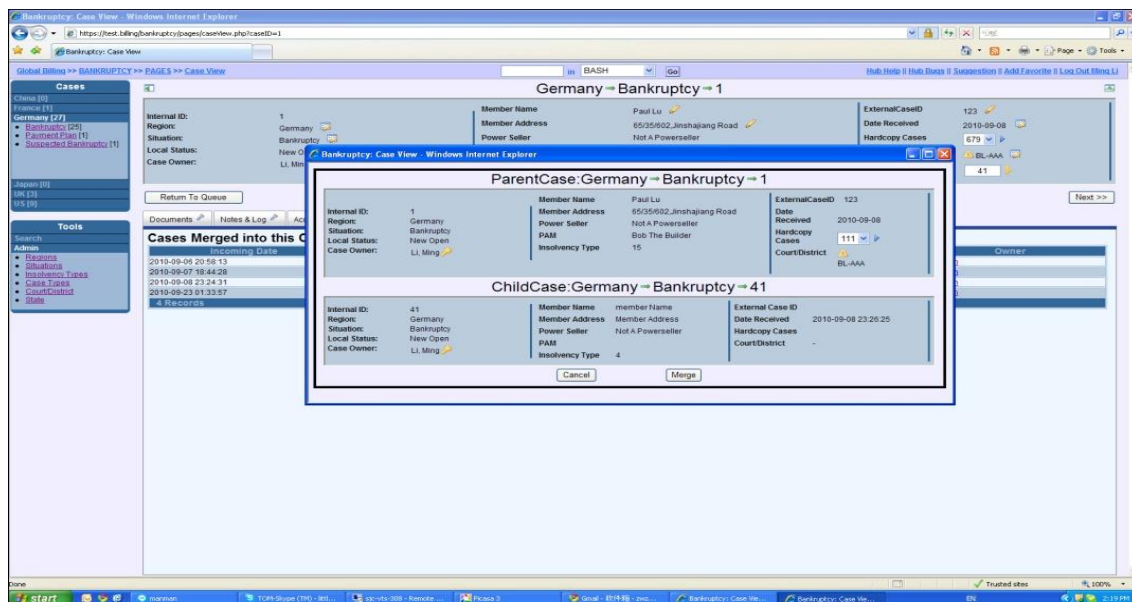 Bankruptcy: Case View - Windows Internet Explorer
https://test.billing/bankruptcy/pages/caseView.php?caseID=1
Bankruptcy: Case View
Page Tools
Global Billing >> BANKRUPTCY >> PAGES >> Case View
in BASH Go
Hub Help || Hub Bugs || Suggestion || Add Favorite || Log Out Ming Li
Cases
China [0]
France [1]
Germany [27]
Bankruptcy [25]
Payment Plan [1]
Suspected Bankruptcy [1]
Japan [0]
UK [3]
US [9]
Tools
Search
Admin
Regions
Situations
Insolvency Types
Case Types
Court/District
State
Germany Bankruptcy 1
Internal ID: 1
Region: Germany
Situation: Bankruptcy
Local Status: New O
Case Owner: Li, Min
Member Name Paul Lu
Member Address 65/35/602,Jinshajiang Road
Power Seller Not A Powerseller
ExternalCaseID 123
Date Received 2010-09-08
Hardcopy Cases 679
BL-AAA
41
Return To Queue
Next >>
Documents Notes & Log
Cases Merged into this C
Incoming Date
Owner
2010-09-06 20:58:13
2010-09-07 18:44:28
2010-09-08 23:24:31
2010-09-23 01:33:57
4 Records
Bankruptcy: Case View - Windows Internet Explorer
ParentCase:Germany Bankruptcy 1
Internal ID: 1
Region: Germany
Situation: Bankruptcy
Local Status: New Open
Case Owner: Li, Ming
Member Name Paul Lu
Member Address 65/35/602,Jinshajiang Road
Power Seller Not A Powerseller
PAM Bob The Builder
Insolvency Type 15
ExternalCaseID 123
Date Received 2010-09-08
Hardcopy Cases 111
Court/District BL-AAA
ChildCase:Germany Bankruptcy 41
Internal ID: 41
Region: Germany
Situation: Bankruptcy
Local Status: New Open
Case Owner: Li, Ming
Member Name member Name
Member Address Member Address
Power Seller Not A Powerseller
PAM
Insolvency Type 4
External Case ID
Date Received 2010-09-08 23:26:25
Hardcopy Cases
Court/District -
Cancel Merge
Done
Trusted sites
100%
start
manman
TOM-Skype (TM) -
Remote ...
Picasa 3
Gmail -
Bankruptcy: Case Vie...
Bankruptcy: Case Vie...
EN
2:19 PM